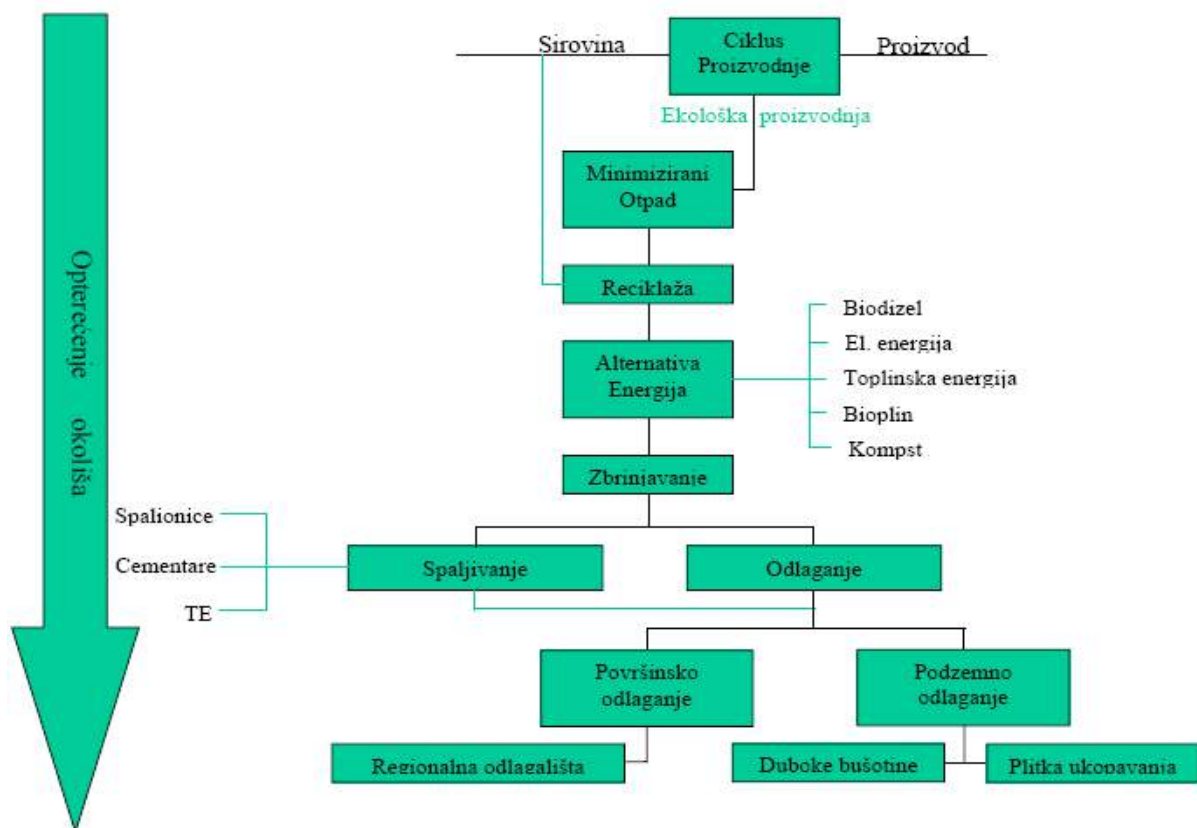 Sirovina
Ciklus
Proizvodnje
Proizvod
Ekološka proizvodnja
Minimizirani
Otpad
Opterećenje okoliša
Reciklaža
Alternativa
Energija
Biodizel
El. energija
Toplinska energija
Bioplin
Kompst
Zbrinjavanje
Spalionice
Cementare
TE
Spaljivanje
Odlaganje
Površinsko
odlaganje
Podzemno
odlaganje
Regionalna odlagališta
Duboke bušotine
Plitka ukopavanja